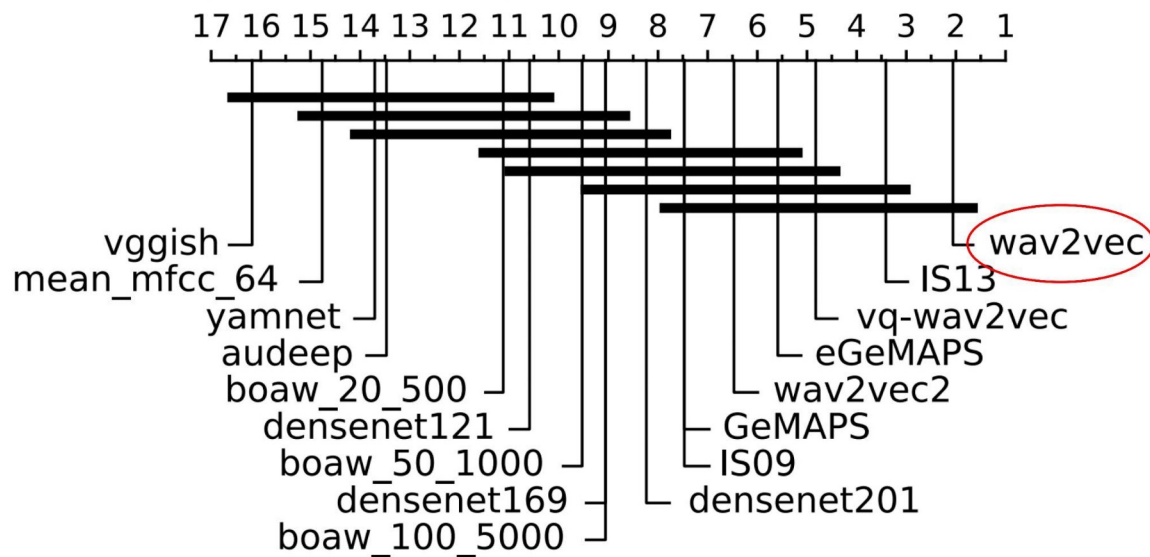 17 16 15 14 13 12 11 10 9 8 7 6 5 4 3 2 1
vggish wav2vec
mean_mfcc_64 IS13
yamnet vq-wav2vec
audeep eGeMAPS
boaw_20_500 wav2vec2
densenet121 GeMAPS
boaw_50_1000 IS09
densenet169 densenet201
boaw_100_5000